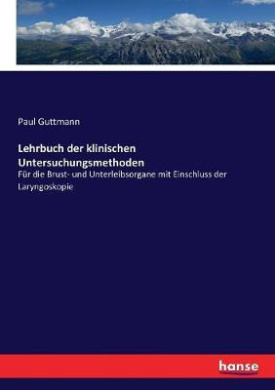 Paul Guttmann
Lehrbuch der klinischen
Untersuchungsmethoden
Für die Brust- und Unterleibsorgane mit Einschluss der
Laryngoskopie
hanse